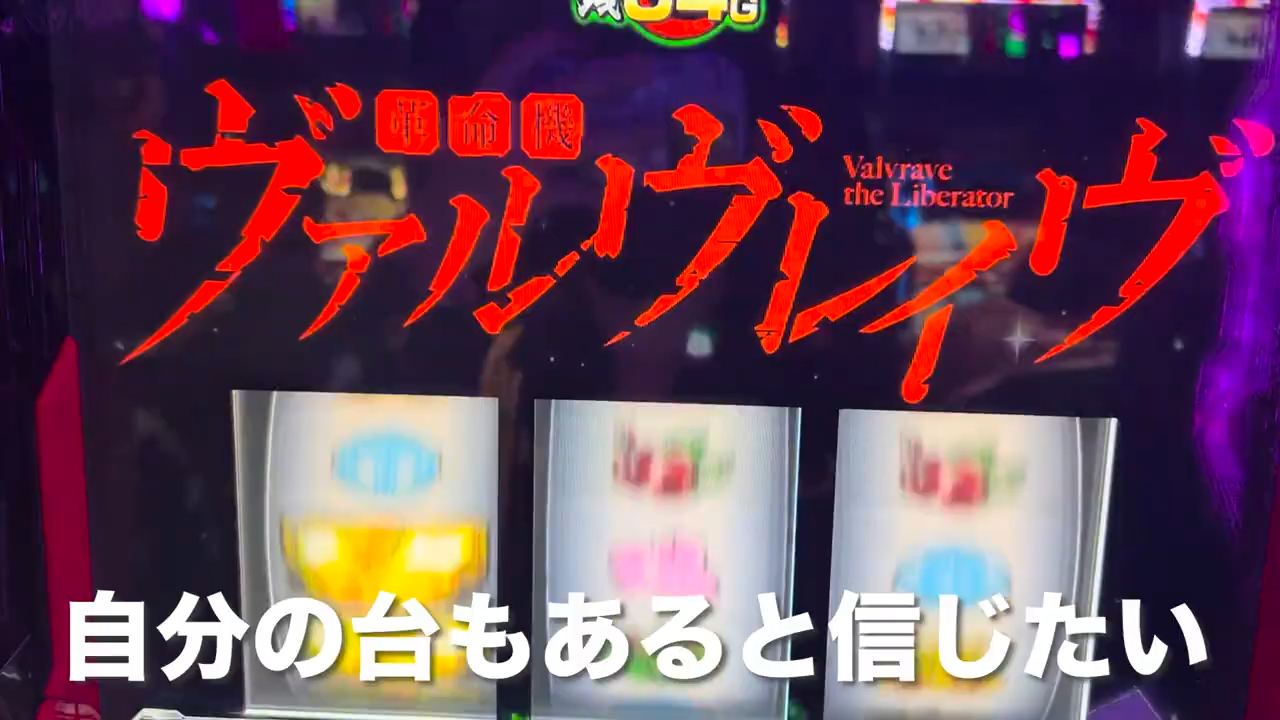 革命機
ヴァルヴレイヴ
Valvrave
the Liberator
自分の台もあると信じたい